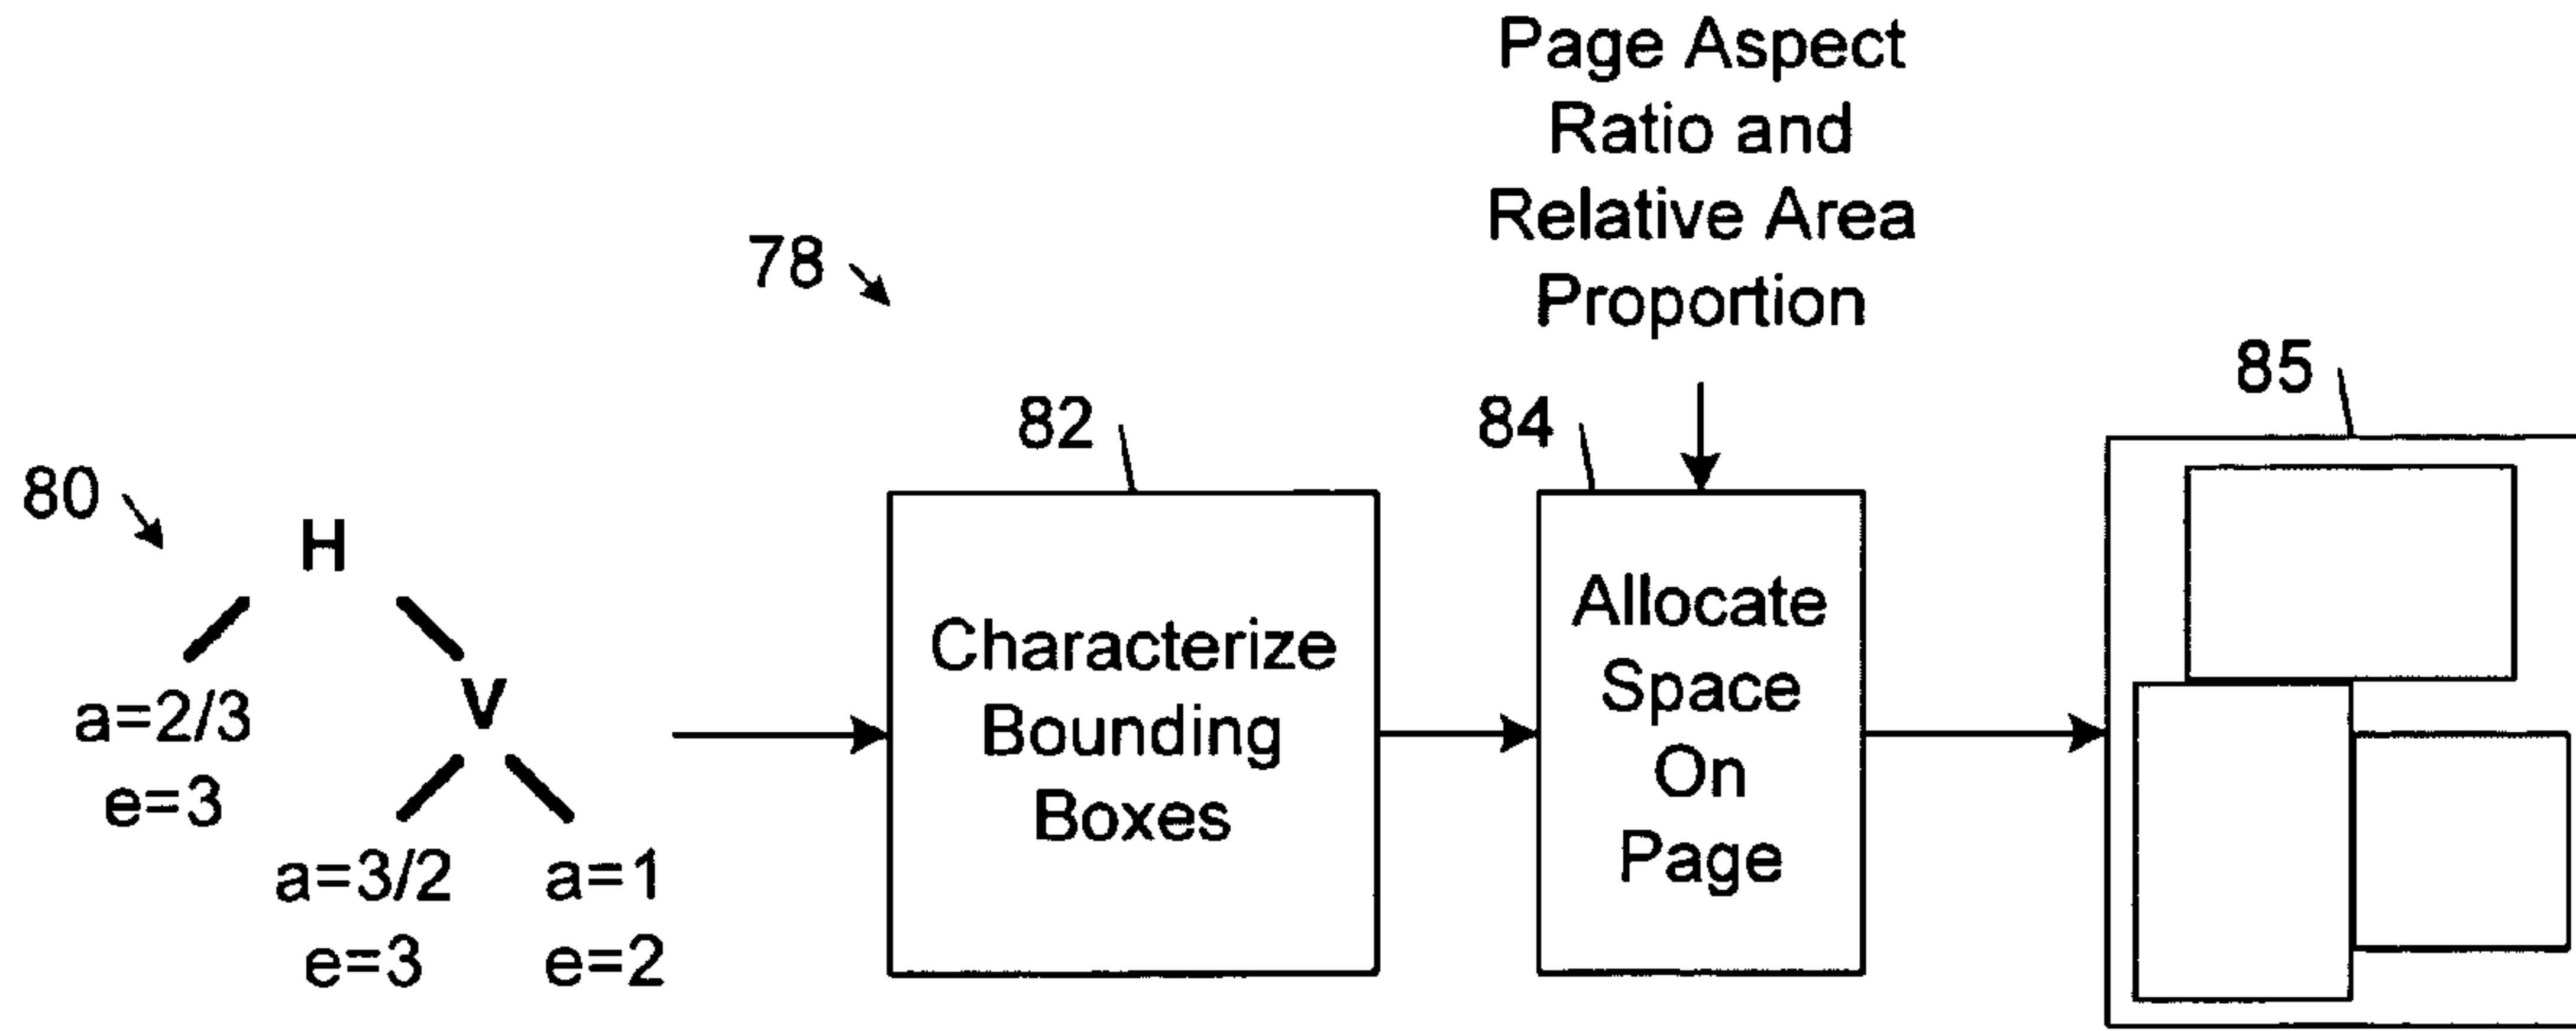 Page Aspect
Ratio and
Relative Area
Proportion
78
80
82
84
85
H
V
a=2/3
e=3
a=3/2
e=3
a=1
e=2
Characterize
Bounding
Boxes
Allocate
Space
On
Page